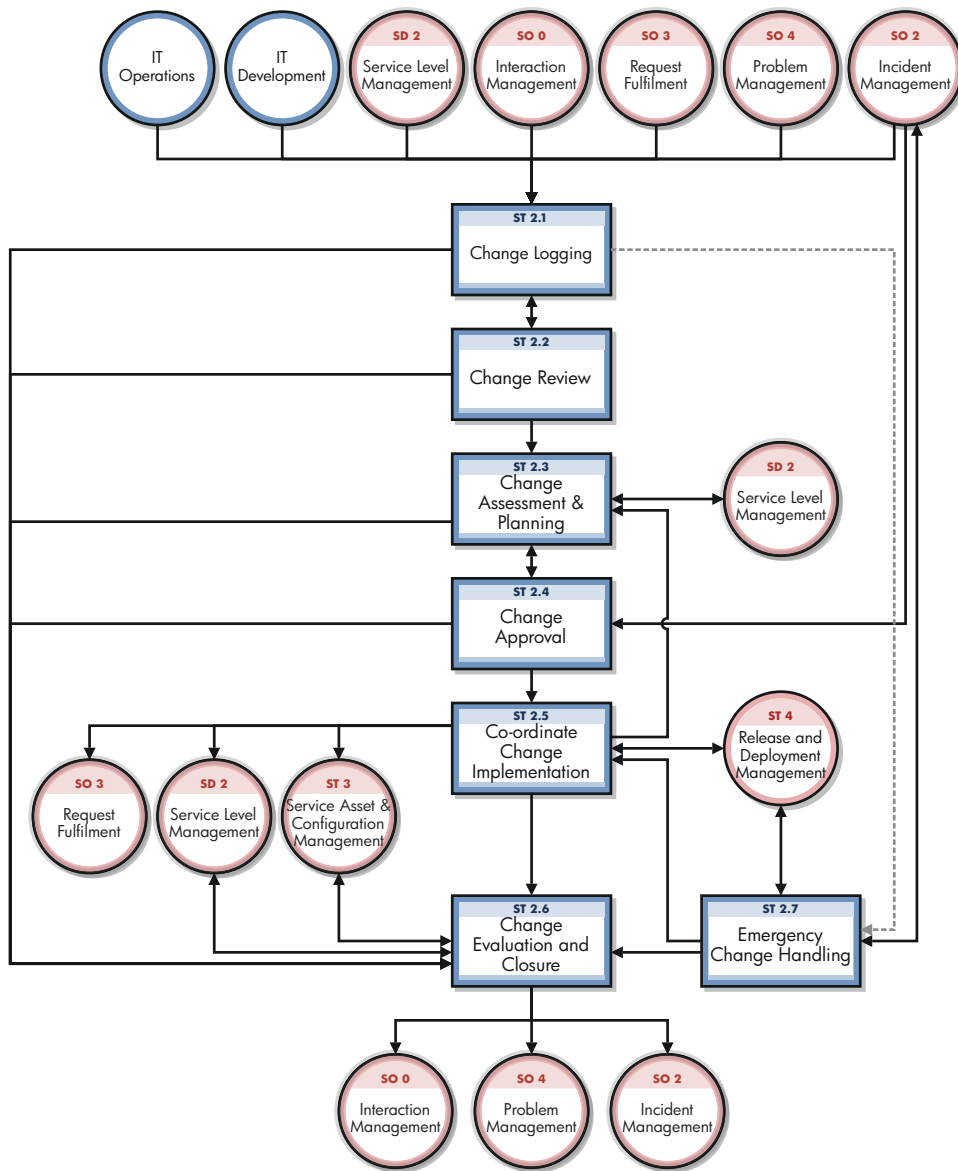 IT
Operations
IT
Development
SD 2
Service Level
Management
SO 0
Interaction
Management
SO 3
Request
Fulfilment
SO 4
Problem
Management
SO 2
Incident
Management
ST 2.1
Change Logging
ST 2.2
Change Review
ST 2.3
Change
Assessment &
Planning
SD 2
Service Level
Management
ST 2.4
Change
Approval
ST 2.5
Co-ordinate
Change
Implementation
ST 4
Release and
Deployment
Management
SO 3
Request
Fulfilment
SD 2
Service Level
Management
ST 3
Service Asset &
Configuration
Management
ST 2.6
Change
Evaluation and
Closure
ST 2.7
Emergency
Change Handling
SO 0
Interaction
Management
SO 4
Problem
Management
SO 2
Incident
Management